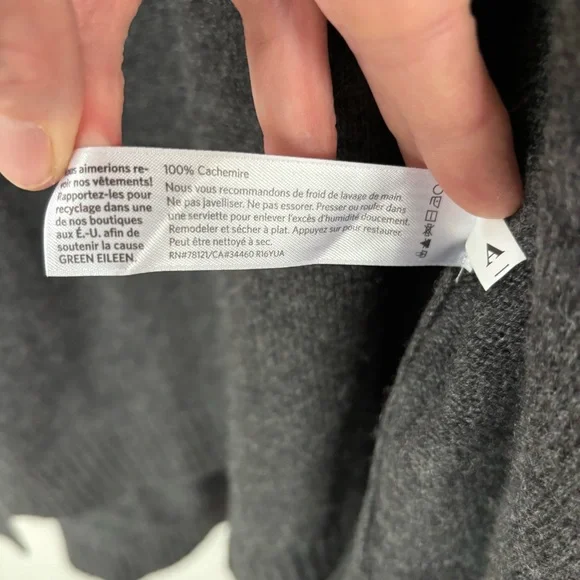 aimerions re-
nos vêtements!
Rapportez-les pour
recyclage dans une
de nos boutiques
aux É.-U. afin de
soutenir la cause
GREEN EILEEN.
100% Cachemire
Nous vous recommandons de froid de lavage de main.
Ne pas javelliser. Ne pas essorer. Presser ou rouler dans
une serviette pour enlever l'excés d'humidité doucement.
Remodeler et sécher à plat. Appuyez sur pour restaurer.
Peut être nettoyé à sec.
RN#78121/CA#34460 R16YUA
A